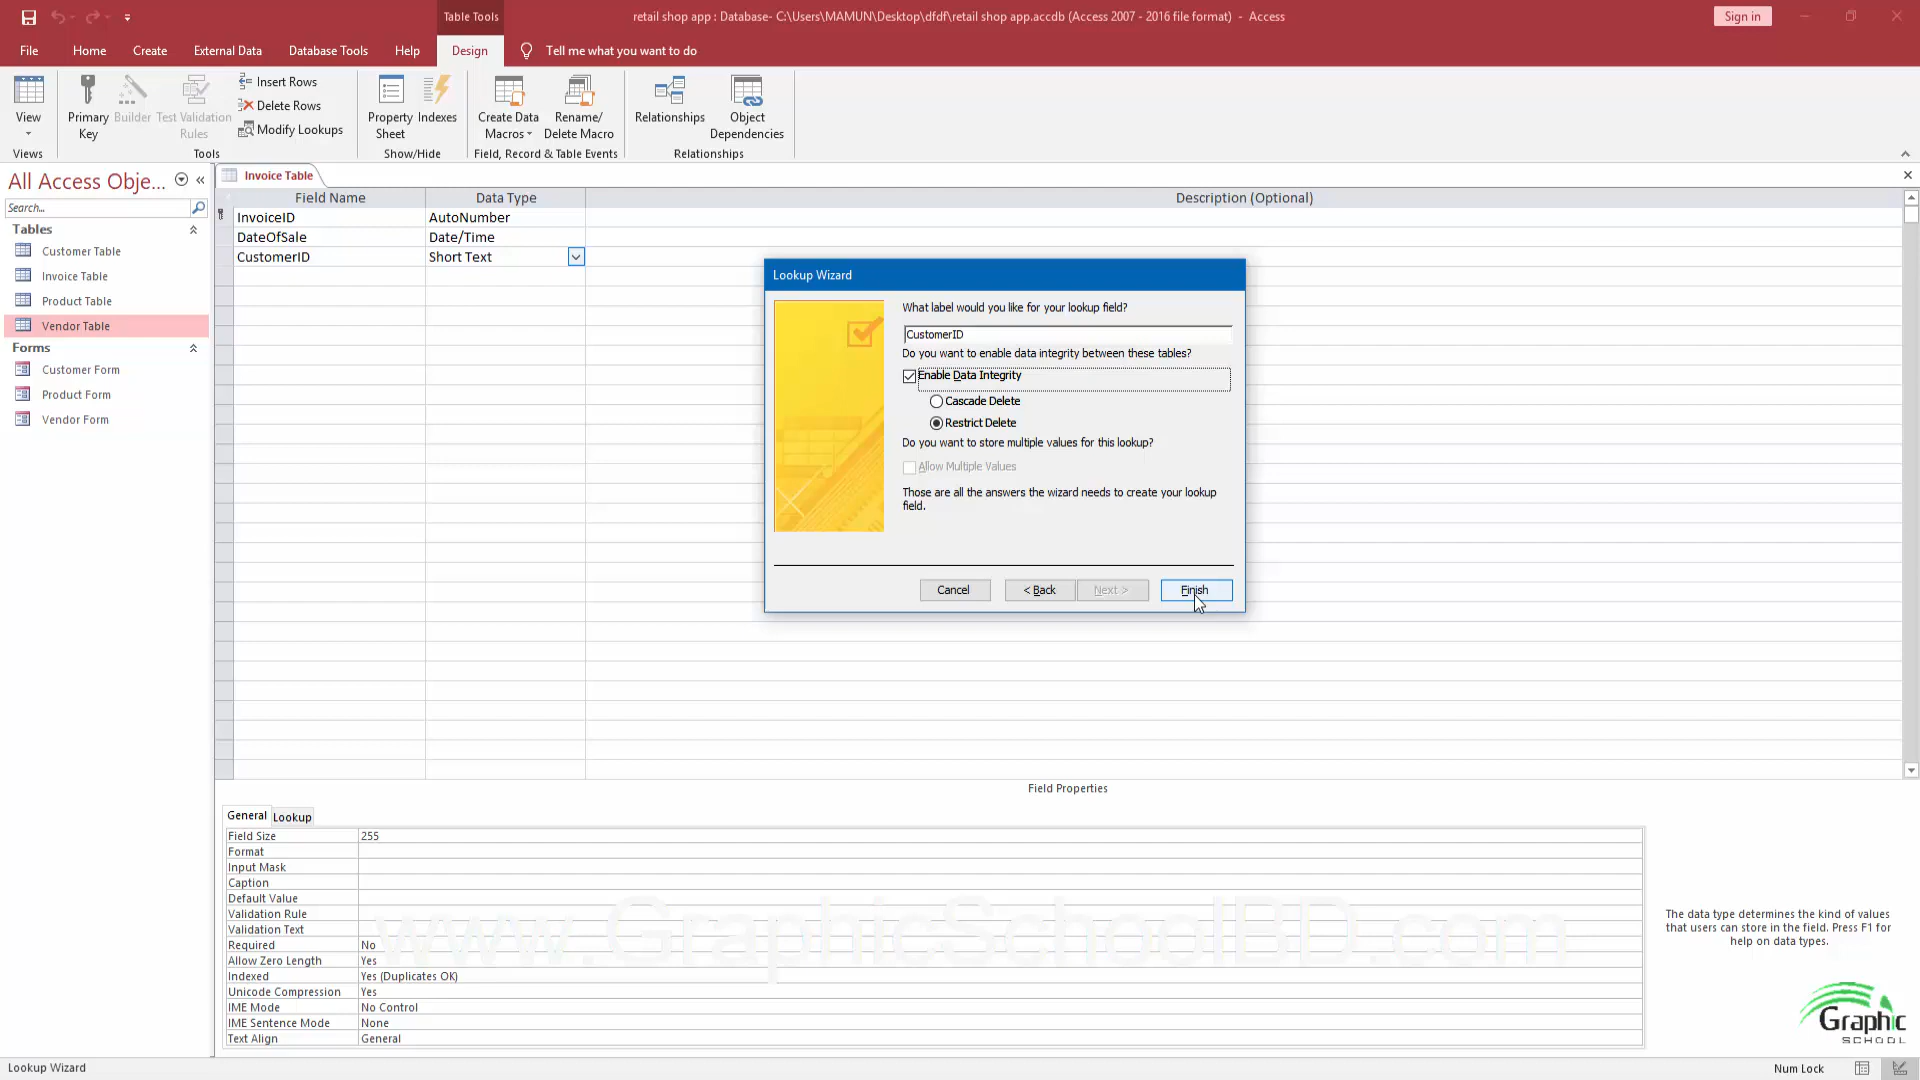 Table Tools
retail shop app : Database- C:\Users\MAMUN\Desktop\dfdf\retail shop app.accdb (Access 2007 - 2016 file format) - Access
Sign in
File Home Create External Data Database Tools Help Design Tell me what you want to do
View
Primary Key
Builder
Test Validation Rules
Insert Rows
Delete Rows
Modify Lookups
Property Sheet
Indexes
Create Data Macros
Rename/ Delete Macro
Relationships
Object Dependencies
Views
Tools
Show/Hide
Field, Record & Table Events
Relationships
All Access Obje...
Search...
Tables
Customer Table
Invoice Table
Product Table
Vendor Table
Forms
Customer Form
Product Form
Vendor Form
Invoice Table
Field Name Data Type Description (Optional)
InvoiceID AutoNumber
DateOfSale Date/Time
CustomerID Short Text
Lookup Wizard
What label would you like for your lookup field?
CustomerID
Do you want to enable data integrity between these tables?
Enable Data Integrity
Cascade Delete
Restrict Delete
Do you want to store multiple values for this lookup?
Allow Multiple Values
Those are all the answers the wizard needs to create your lookup
field.
Cancel < Back Next > Finish
Field Properties
General Lookup
Field Size 255
Format
Input Mask
Caption
Default Value
Validation Rule
Validation Text
Required No
Allow Zero Length Yes
Indexed Yes (Duplicates OK)
Unicode Compression Yes
IME Mode No Control
IME Sentence Mode None
Text Align General
www.GraphicSchoolBD.com
The data type determines the kind of values
that users can store in the field. Press F1 for
help on data types.
Graphic
SCHOOL
Lookup Wizard
Num Lock